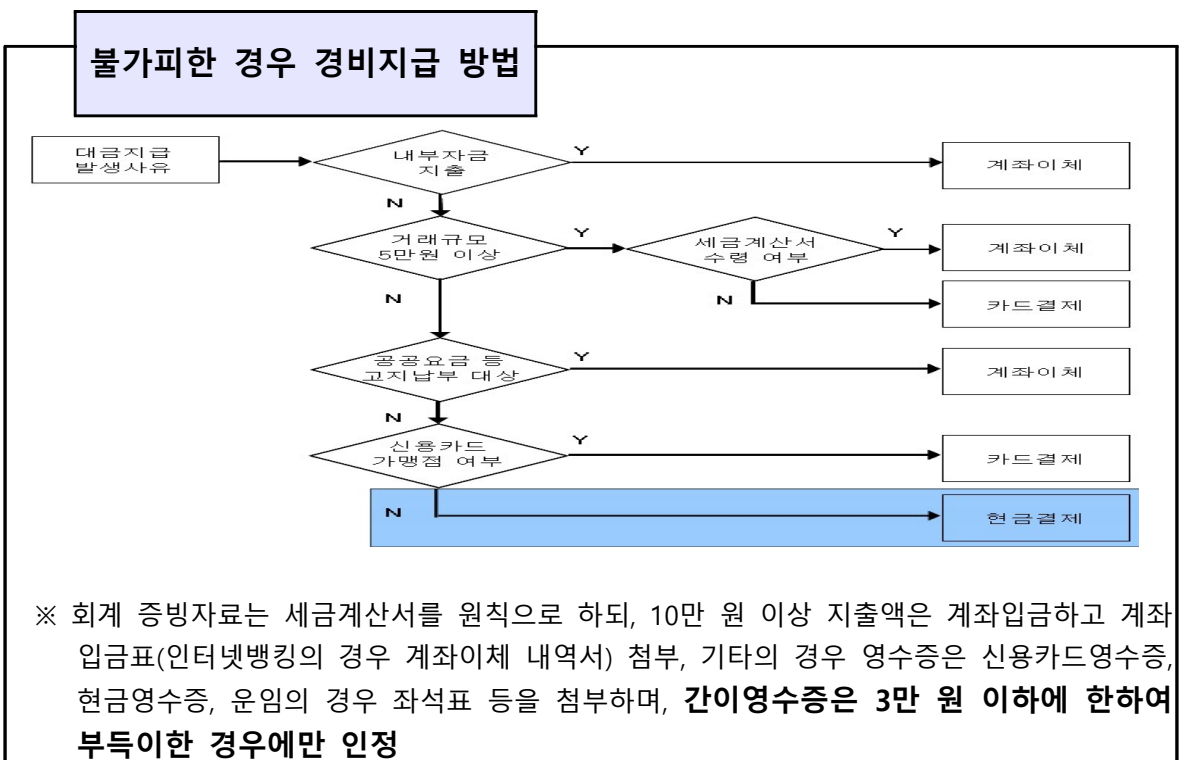 불가피한 경우 경비지급 방법
대금지급
발생사유
내부자금
지출
Y
계좌이체
N
거래규모
5만원 이상
Y
세금계산서
수령 여부
Y
계좌이체
N
N
카드결제
공공요금 등
고지납부 대상
Y
계좌이체
N
신용카드
가맹점 여부
Y
카드결제
N
현금결제
※ 회계 증빙자료는 세금계산서를 원칙으로 하되, 10만 원 이상 지출액은 계좌입금하고 계좌
입금표(인터넷뱅킹의 경우 계좌이체 내역서) 첨부, 기타의 경우 영수증은 신용카드영수증,
현금영수증, 운임의 경우 좌석표 등을 첨부하며, 간이영수증은 3만 원 이하에 한하여
부득이한 경우에만 인정